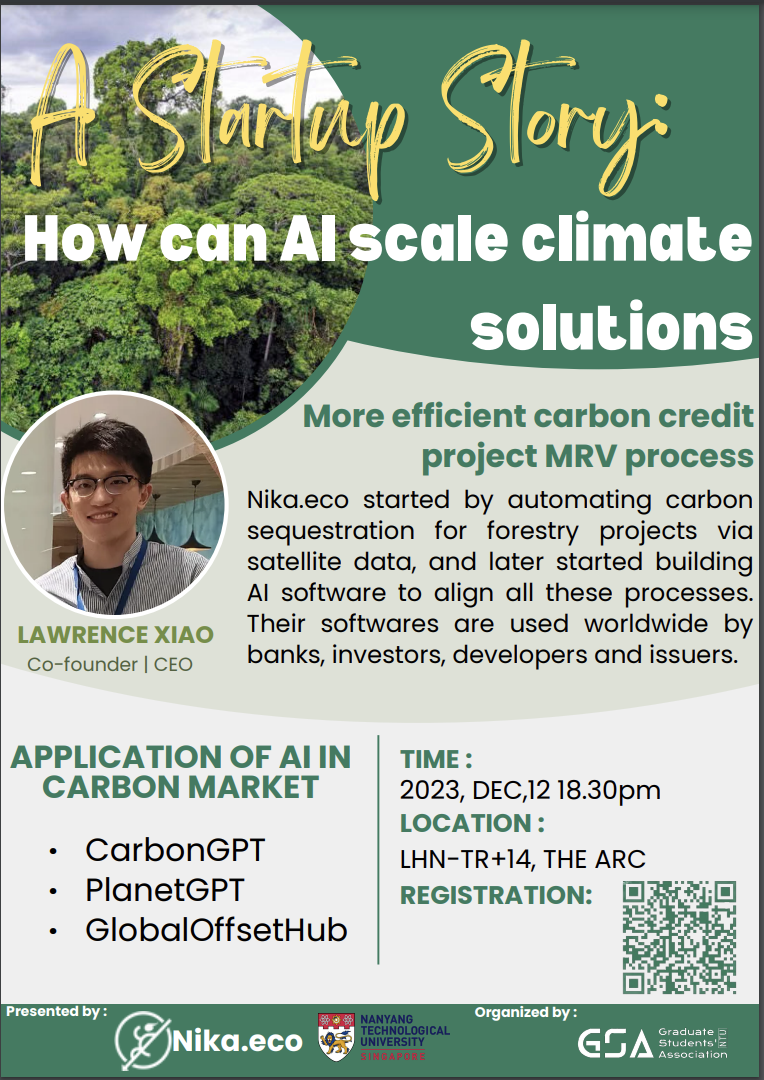 A Startup Story:
How can AI scale climate
solutions
More efficient carbon credit
project MRV process
Nika.eco started by automating carbon
sequestration for forestry projects via
satellite data, and later started building
AI software to align all these processes.
Their softwares are used worldwide by
banks, investors, developers and issuers.
LAWRENCE XIAO
Co-founder | CEO
APPLICATION OF AI IN
CARBON MARKET
• CarbonGPT
• PlanetGPT
• GlobalOffsetHub
TIME :
2023, DEC,12 18.30pm
LOCATION :
LHN-TR+14, THE ARC
REGISTRATION:
Presented by :
Nika.eco
NANYANG
TECHNOLOGICAL
UNIVERSITY
SINGAPORE
Organized by :
GSA
Graduate
Students'
Association
NTU